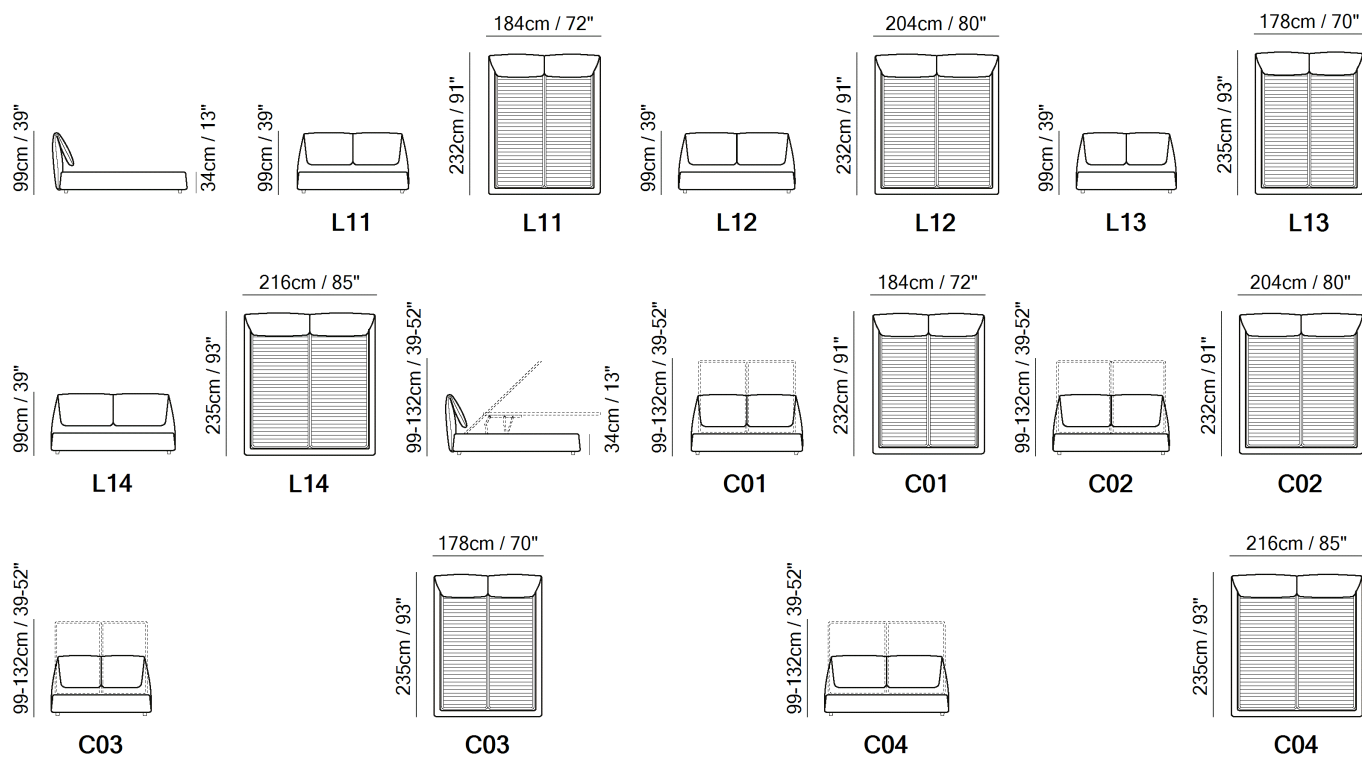 184cm / 72"
204cm / 80"
178cm / 70"
99cm / 39"
34cm / 13"
99cm / 39"
232cm / 91"
99cm / 39"
232cm / 91"
99cm / 39"
235cm / 93"
L11
L11
L12
L12
L13
L13
216cm / 85"
184cm / 72"
204cm / 80"
99cm / 39"
235cm / 93"
99-132cm / 39-52"
34cm / 13"
99-132cm / 39-52"
232cm / 91"
99-132cm / 39-52"
232cm / 91"
L14
L14
C01
C01
C02
C02
178cm / 70"
216cm / 85"
99-132cm / 39-52"
235cm / 93"
99-132cm / 39-52"
235cm / 93"
C03
C03
C04
C04